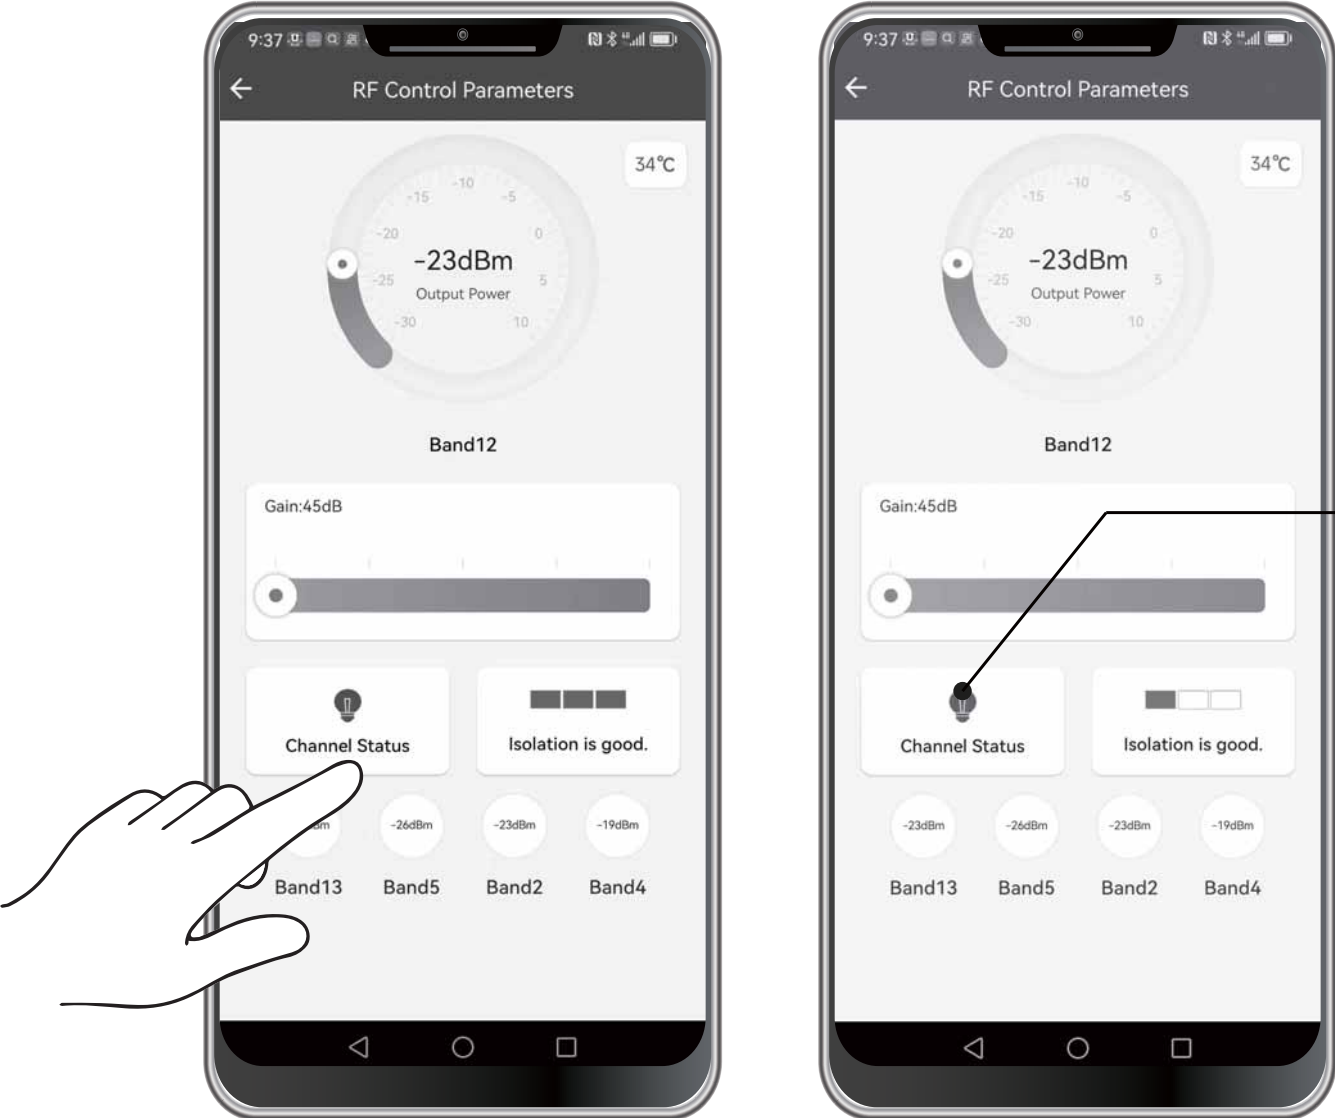 9:37
RF Control Parameters
34℃
-10
-15
-5
-20
0
-23dBm
-25
5
Output Power
-30
10
Band12
Gain:45dB
Channel Status
Isolation is good.
-26dBm
-23dBm
-19dBm
Band13
Band5
Band2
Band4
9:37
RF Control Parameters
34℃
-10
-15
-5
-20
0
-23dBm
-25
5
Output Power
-30
10
Band12
Gain:45dB
Channel Status
Isolation is good.
-23dBm
-26dBm
-23dBm
-19dBm
Band13
Band5
Band2
Band4